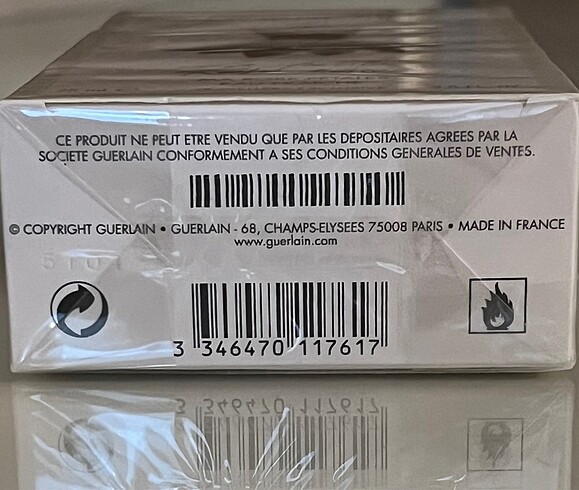 CE PRODUIT NE PEUT ETRE VENDU QUE PAR LES DEPOSITAIRES AGREES PAR LA
SOCIETE GUERLAIN CONFORMEMENT A SES CONDITIONS GENERALES DE VENTES.
© COPYRIGHT GUERLAIN • GUERLAIN - 68, CHAMPS-ELYSEES 75008 PARIS • MADE IN FRANCE
www.guerlain.com
3 346470 117617